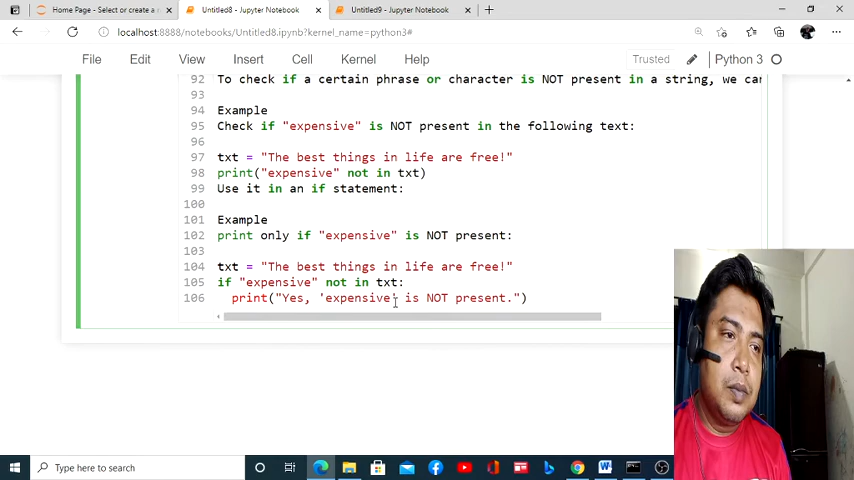 Home Page - Select or create a n
Untitled8 - Jupyter Notebook
Untitled9 - Jupyter Notebook
localhost:8888/notebooks/Untitled8.ipynb?kernel_name=python3#
File Edit View Insert Cell Kernel Help Trusted Python 3
92 To check if a certain phrase or character is NOT present in a string, we can
93
94 Example
95 Check if "expensive" is NOT present in the following text:
96
97 txt = "The best things in life are free!"
98 print("expensive" not in txt)
99 Use it in an if statement:
100
101 Example
102 print only if "expensive" is NOT present:
103
104 txt = "The best things in life are free!"
105 if "expensive" not in txt:
106 print("Yes, 'expensive' is NOT present.")
Type here to search